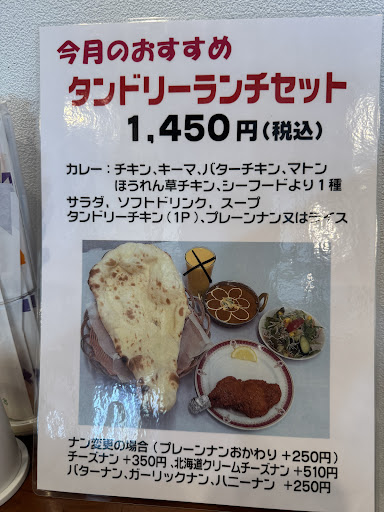 今月のおすすめ
タンドリーランチセット
1,450円(税込)
カレー:チキン、キーマ、バターチキン、マトン
ほうれん草チキン、シーフードより1種
サラダ, ソフトドリンク, スープ
タンドリーチキン(1P)、プレーンナン又はライス
ナン変更の場合(プレーンナンおかわり +250円)
チーズナン +350円、北海道クリームチーズナン +510円
バターナン、ガーリックナン、ハニーナン +250円